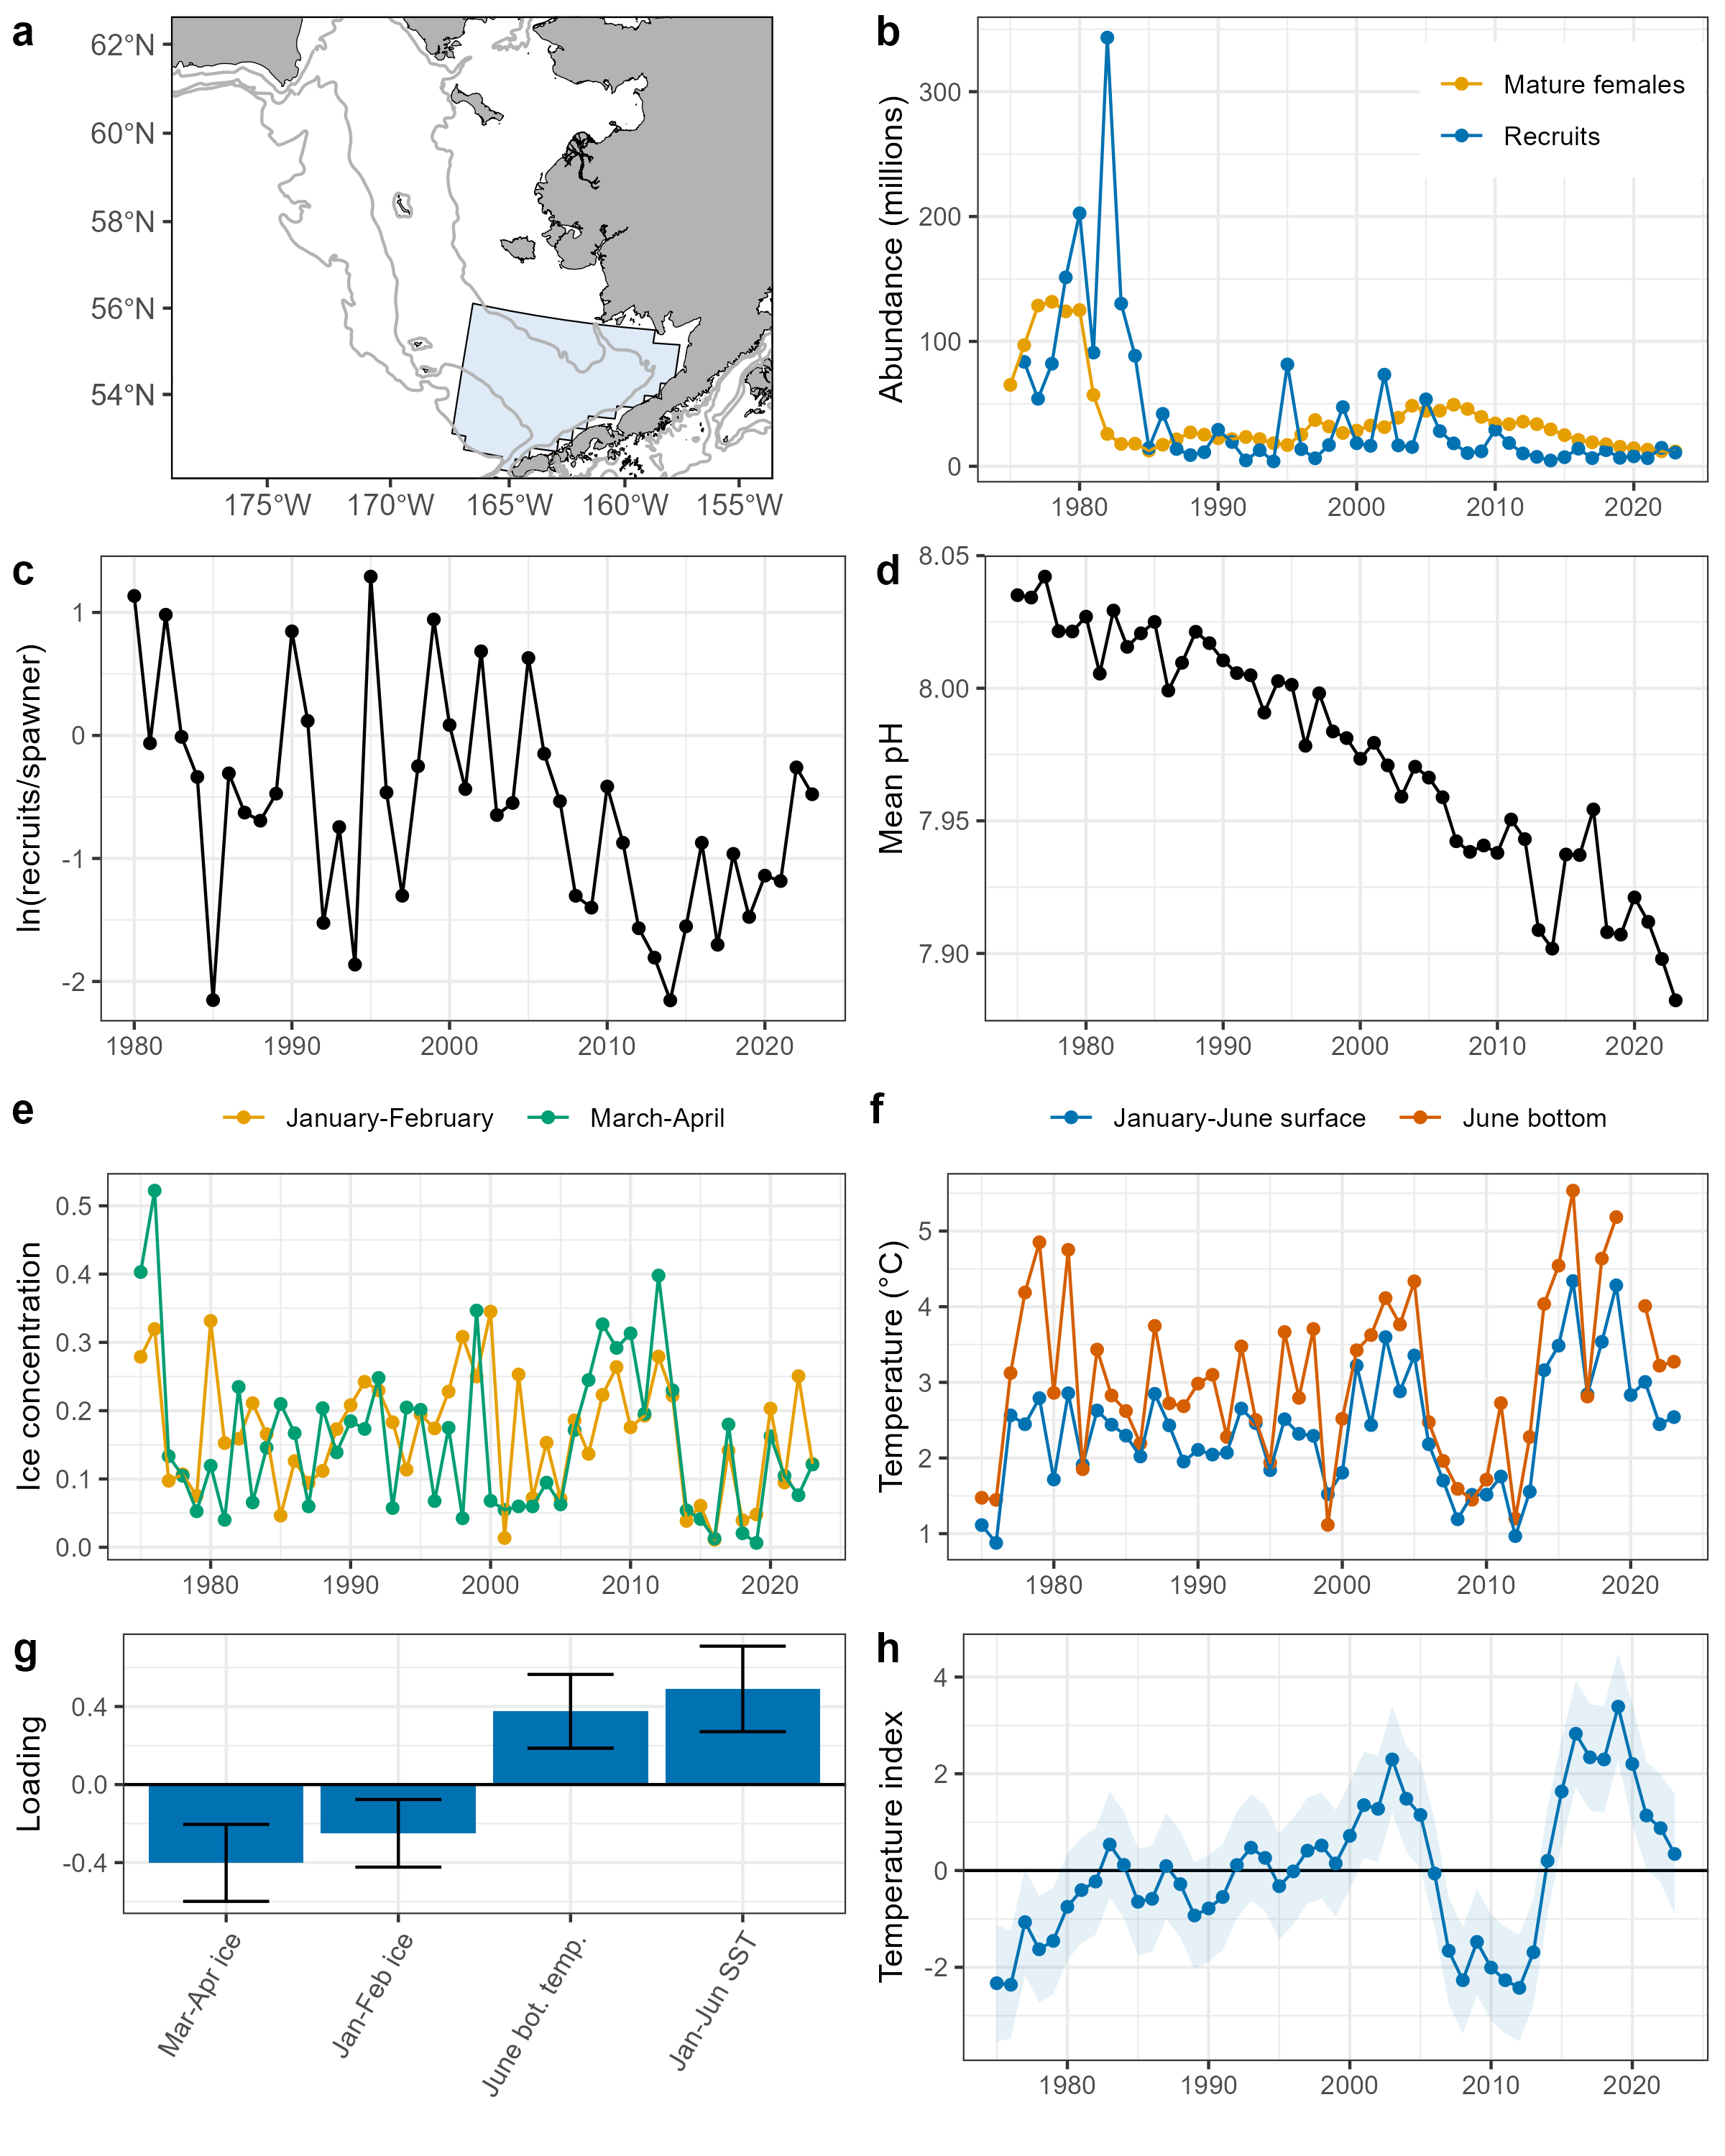 a
62°N
60°N
58°N
56°N
54°N
175°W 170°W 165°W 160°W 155°W
b
Abundance (millions)
300
200
100
0
Mature females
Recruits
1980 1990 2000 2010 2020
c
ln(recruits/spawner)
1
0
-1
-2
1980 1990 2000 2010 2020
d
Mean pH
8.05
8.00
7.95
7.90
1980 1990 2000 2010 2020
e
January-February March-April
Ice concentration
0.5
0.4
0.3
0.2
0.1
0.0
1980 1990 2000 2010 2020
f
January-June surface June bottom
Temperature (°C)
5
4
3
2
1
1980 1990 2000 2010 2020
g
Loading
0.4
0.0
-0.4
Mar-Apr ice
Jan-Feb ice
June bot. temp.
Jan-Jun SST
h
Temperature index
4
2
0
-2
1980 1990 2000 2010 2020